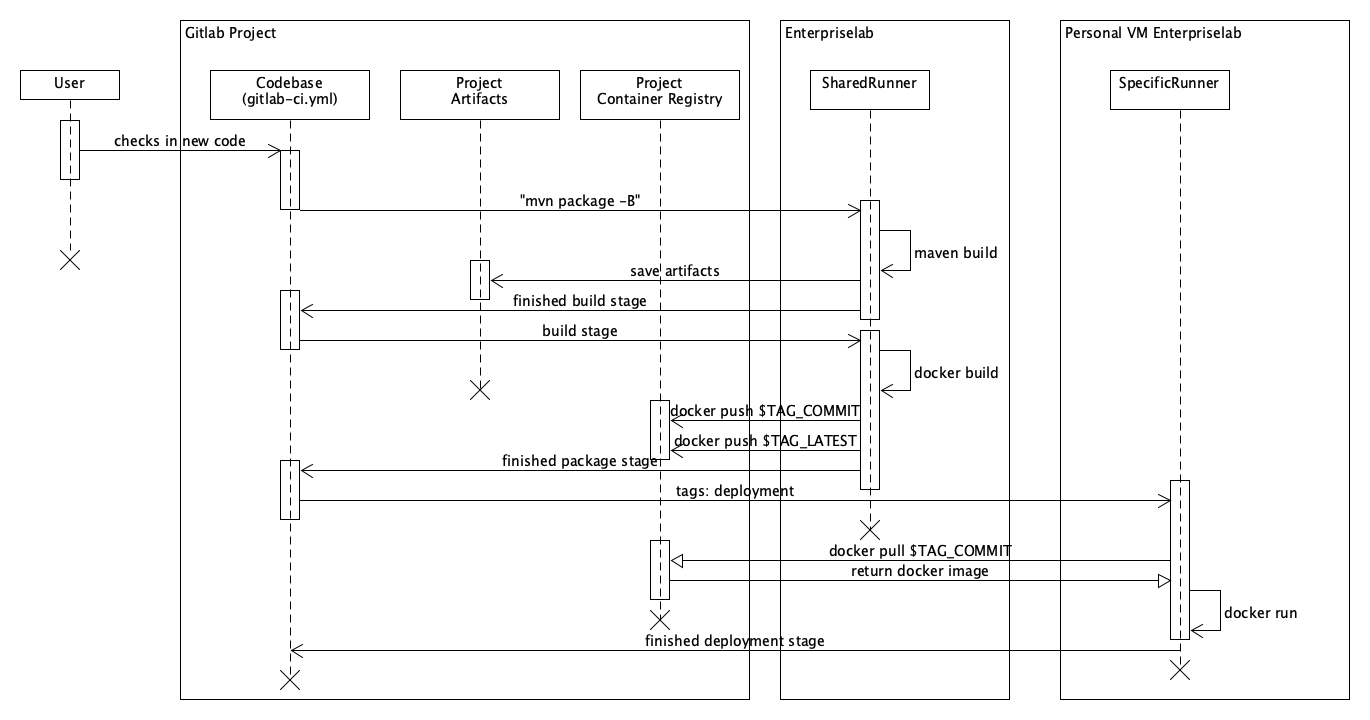 Gitlab Project
Enterpriselab
Personal VM Enterpriselab
User
Codebase
(gitlab-ci.yml)
Project
Artifacts
Project
Container Registry
SharedRunner
SpecificRunner
checks in new code
"mvn package -B"
maven build
save artifacts
finished build stage
build stage
docker build
docker push $TAG_COMMIT
docker push $TAG_LATEST
finished package stage
tags: deployment
docker pull $TAG_COMMIT
return docker image
docker run
finished deployment stage